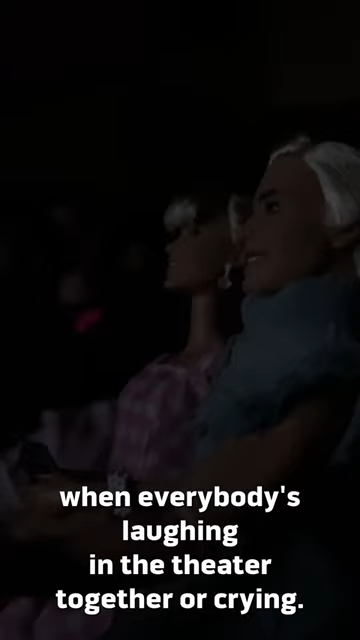 when everybody's
laughing
in the theater
together or crying.